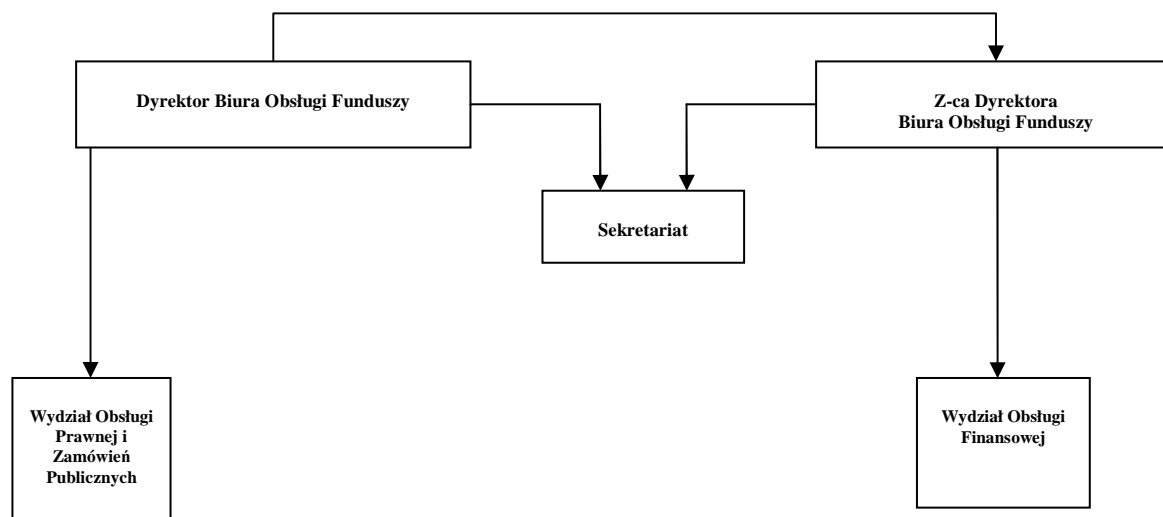 Dyrektor Biura Obsługi Funduszy
Z-ca Dyrektora
Biura Obsługi Funduszy
Sekretariat
Wydział Obsługi
Prawnej i
Zamówień
Publicznych
Wydział Obsługi
Finansowej